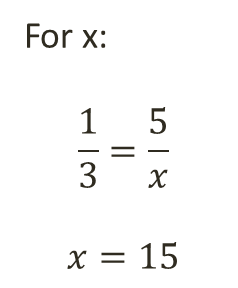 For x:
1/3 = 5/x
x = 15